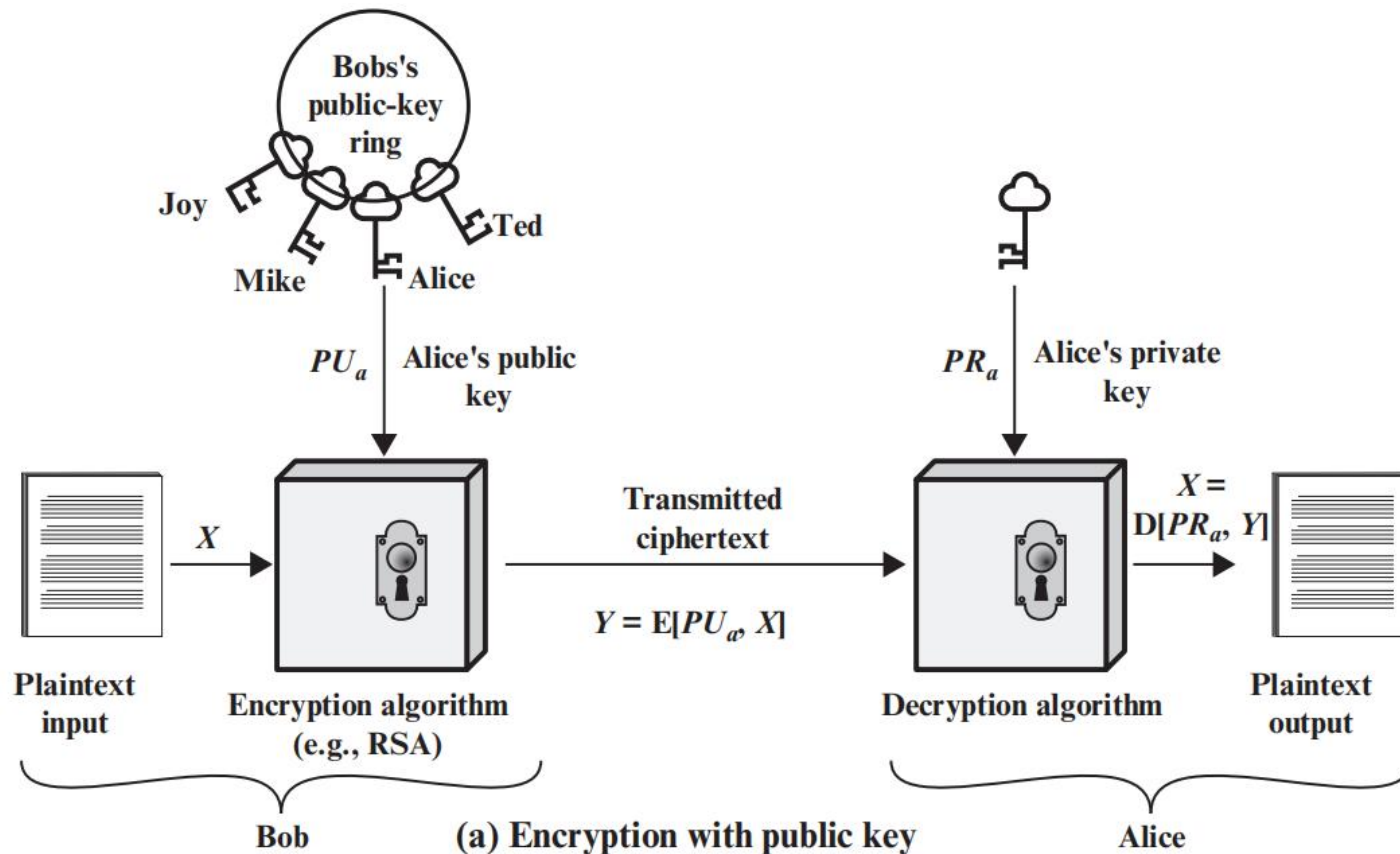 Bobs's
public-key
ring
Joy
Mike
Alice
Ted
PUₐ
Alice's public
key
PRₐ
Alice's private
key
X
Transmitted
ciphertext
Y = E[PUₐ, X]
X =
D[PRₐ, Y]
Plaintext
input
Encryption algorithm
(e.g., RSA)
Decryption algorithm
Plaintext
output
Bob
(a) Encryption with public key
Alice